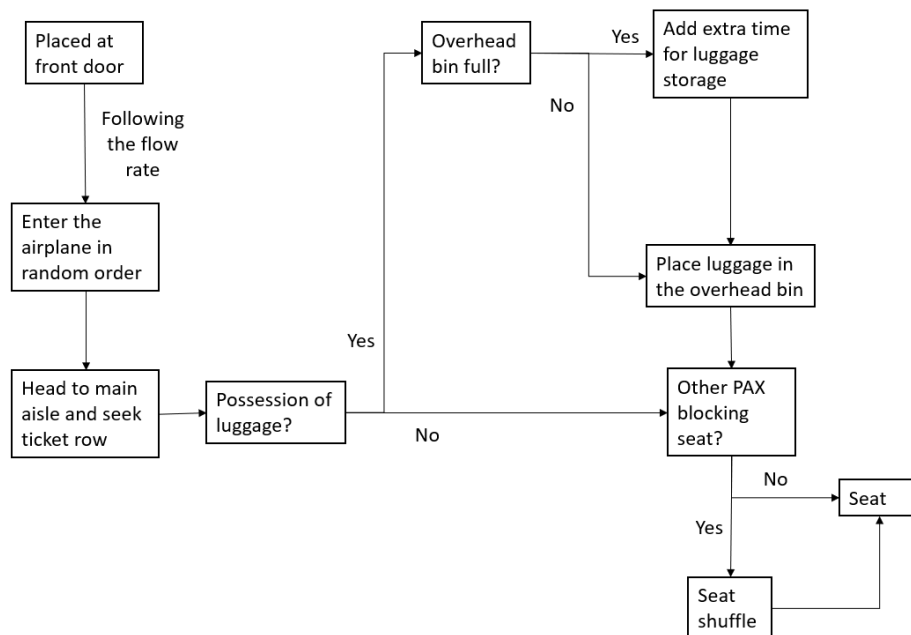 Placed at
front door
Following
the flow
rate
Enter the
airplane in
random order
Head to main
aisle and seek
ticket row
Possession of
luggage?
Yes
No
Overhead
bin full?
Yes
No
Add extra time
for luggage
storage
Place luggage in
the overhead bin
Other PAX
blocking
seat?
No
Yes
Seat
Seat
shuffle